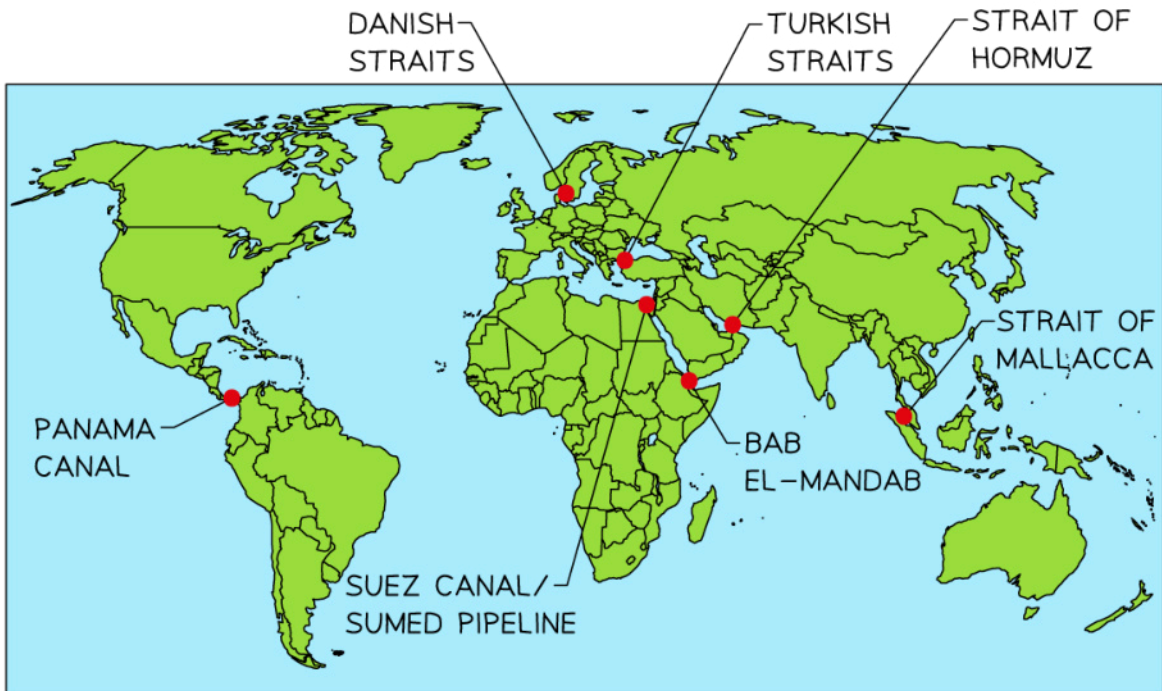 DANISH
STRAITS
TURKISH
STRAITS
STRAIT OF
HORMUZ
STRAIT OF
MALLACCA
PANAMA
CANAL
BAB
EL-MANDAB
SUEZ CANAL/
SUMED PIPELINE